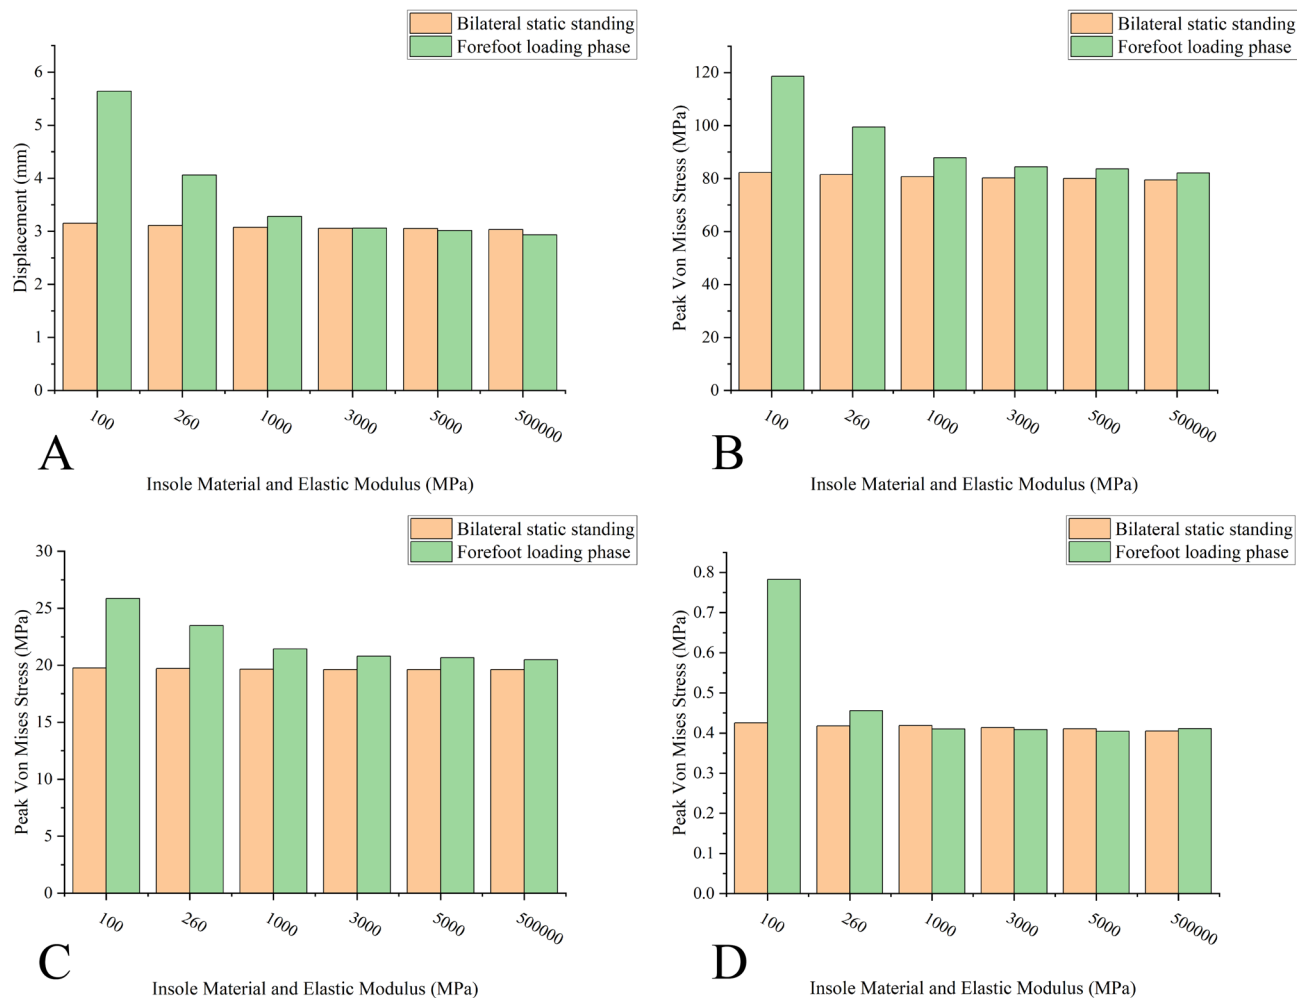 Bilateral static standing
Forefoot loading phase
Displacement (mm)
6
5
4
3
2
1
0
100
260
1000
3000
5000
500000
A
Insole Material and Elastic Modulus (MPa)
Bilateral static standing
Forefoot loading phase
Peak Von Mises Stress (MPa)
120
100
80
60
40
20
0
100
260
1000
3000
5000
500000
B
Insole Material and Elastic Modulus (MPa)
Bilateral static standing
Forefoot loading phase
Peak Von Mises Stress (MPa)
30
25
20
15
10
5
0
100
260
1000
3000
5000
500000
C
Insole Material and Elastic Modulus (MPa)
Bilateral static standing
Forefoot loading phase
Peak Von Mises Stress (MPa)
0.8
0.7
0.6
0.5
0.4
0.3
0.2
0.1
0.0
100
260
1000
3000
5000
500000
D
Insole Material and Elastic Modulus (MPa)